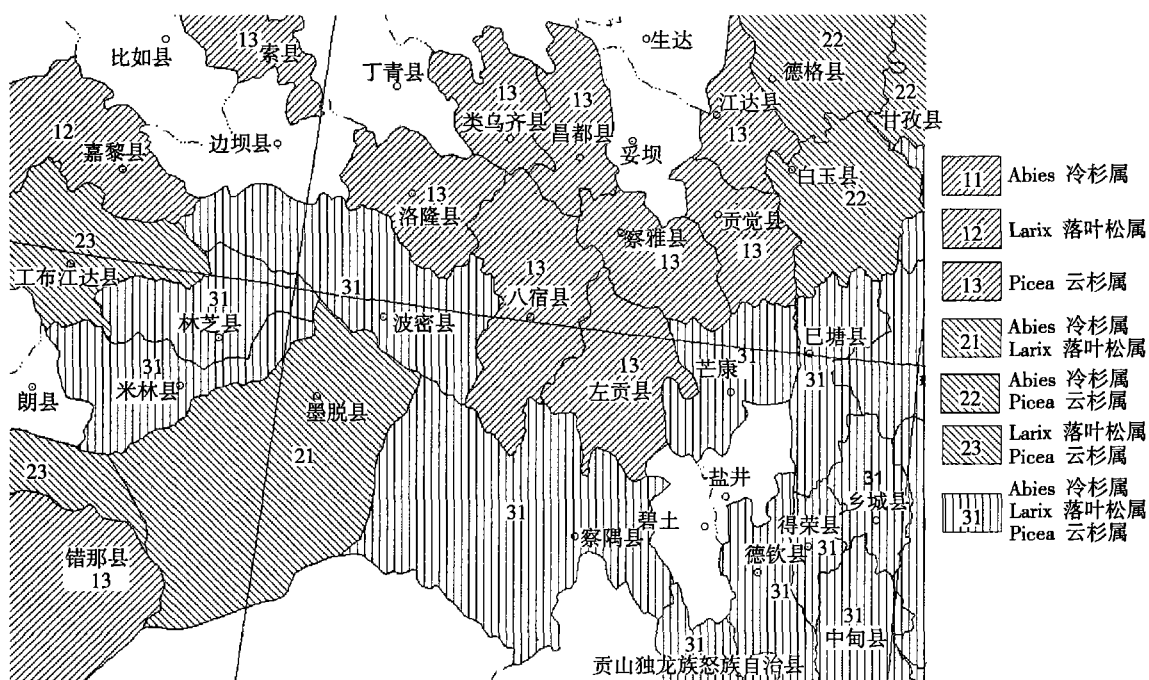 比如县
13
索县
丁青县
生达
22
德格县
13
13
类乌齐县
昌都县
江达县
13
22
甘孜县
12
嘉黎县
边坝县
妥坝
白玉县
22
13
洛隆县
察雅县
13
贡觉县
13
23
工布江达县
31
林芝县
31
波密县
13
八宿县
巴塘县
31
芒康
31
31
米林县
朗县
墨脱县
13
左贡县
21
23
31
察隅县
碧土
盐井
31
乡城县
得荣县
31
德钦县
31
错那县
13
31
中甸县
31
贡山独龙族怒族自治县
11 Abies 冷杉属
12 Larix 落叶松属
13 Picea 云杉属
21 Abies 冷杉属
Larix 落叶松属
22 Abies 冷杉属
Picea 云杉属
23 Larix 落叶松属
Picea 云杉属
31 Abies 冷杉属
Larix 落叶松属
Picea 云杉属